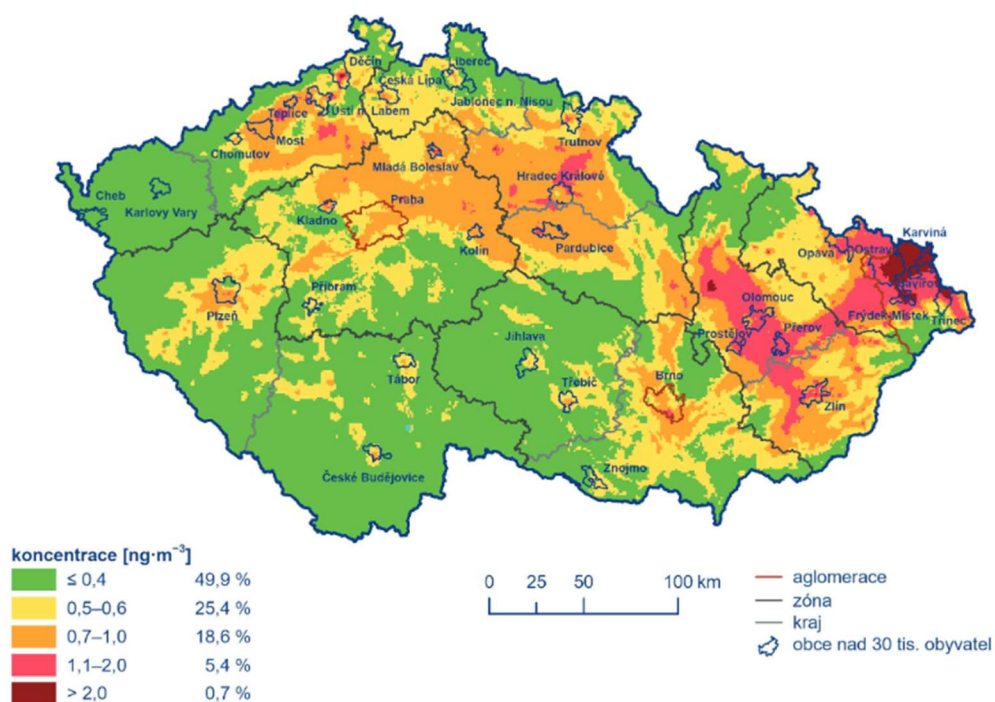 Děčín
Liberec
Česká Lípa
Jablonec n. Nisou
Teplice
Ústí n. Labem
Trutnov
Most
Chomutov
Mladá Boleslav
Hradec Králové
Cheb
Karlovy Vary
Praha
Kladno
Kolín
Pardubice
Karviná
Opava
Ostrava
Havířov
Příbram
Plzeň
Olomouc
Frýdek-Místek
Třinec
Prostějov
Přerov
Jihlava
Tábor
Třebíč
Brno
Zlín
České Budějovice
Znojmo
koncentrace [ng·m⁻³]
≤ 0,4 49,9 %
0,5–0,6 25,4 %
0,7–1,0 18,6 %
1,1–2,0 5,4 %
> 2,0 0,7 %
0 25 50 100 km
aglomerace
zóna
kraj
obce nad 30 tis. obyvatel